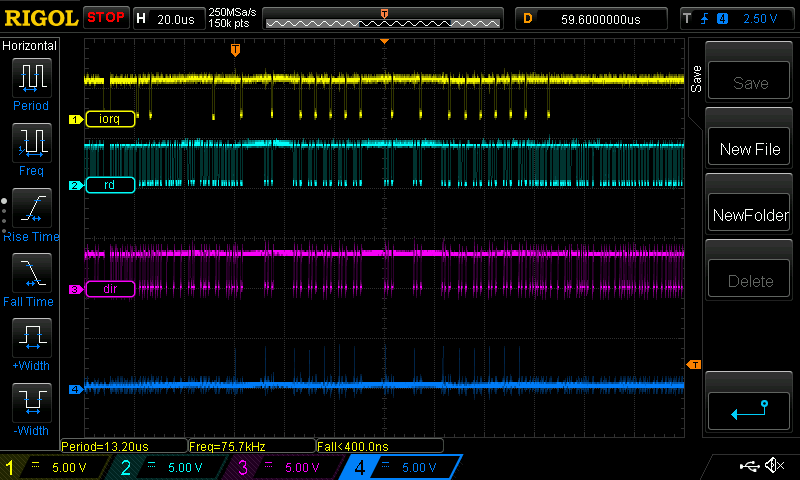 RIGOL STOP H 20.0us 250MSa/s 150k pts D 59.6000000us T 4 2.50 V
Horizontal
Period
Freq
Rise Time
Fall Time
+Width
-Width
T
1 iorq
2 rd
3 dir
4
T
Save
Save
New File
NewFolder
Delete
Period=13.20us Freq=75.7kHz Fall<400.0ns
1 5.00 V 2 5.00 V 3 5.00 V 4 5.00 V